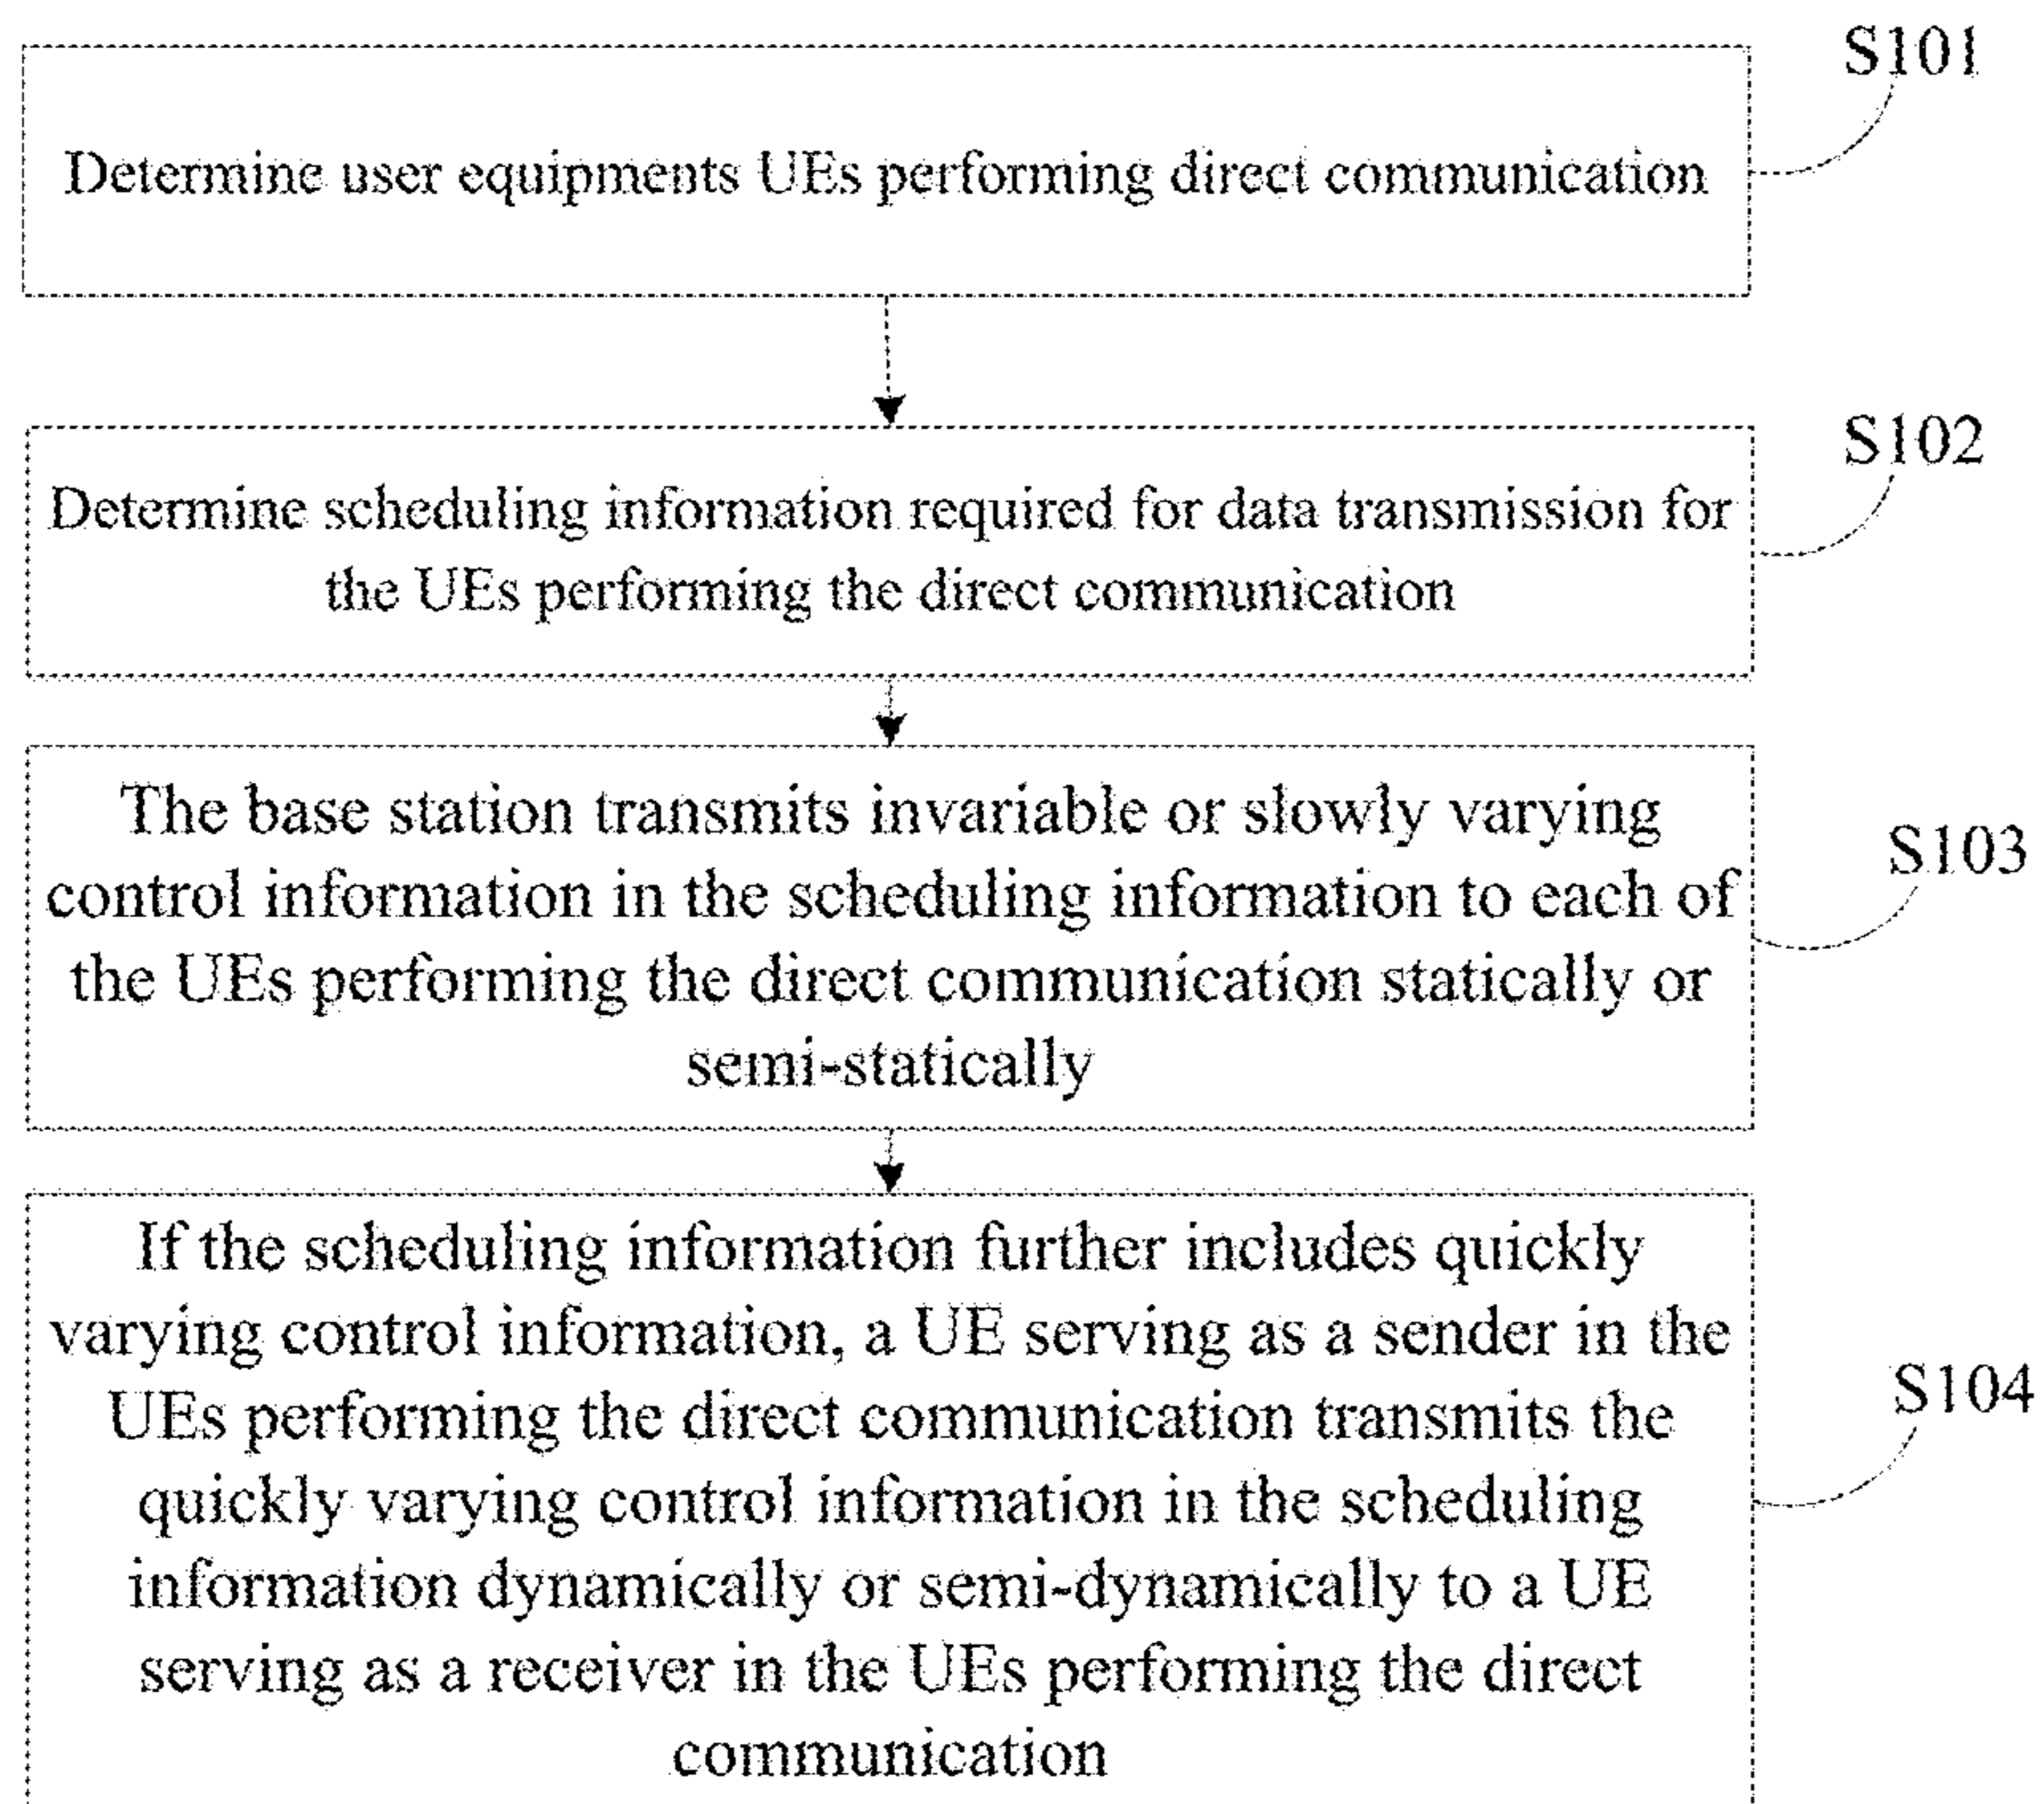 S101
Determine user equipments UEs performing direct communication
S102
Determine scheduling information required for data transmission for
the UEs performing the direct communication
The base station transmits invariable or slowly varying
control information in the scheduling information to each of
the UEs performing the direct communication statically or
semi-statically
S103
If the scheduling information further includes quickly
varying control information, a UE serving as a sender in the
UEs performing the direct communication transmits the
quickly varying control information in the scheduling
information dynamically or semi-dynamically to a UE
serving as a receiver in the UEs performing the direct
communication
S104